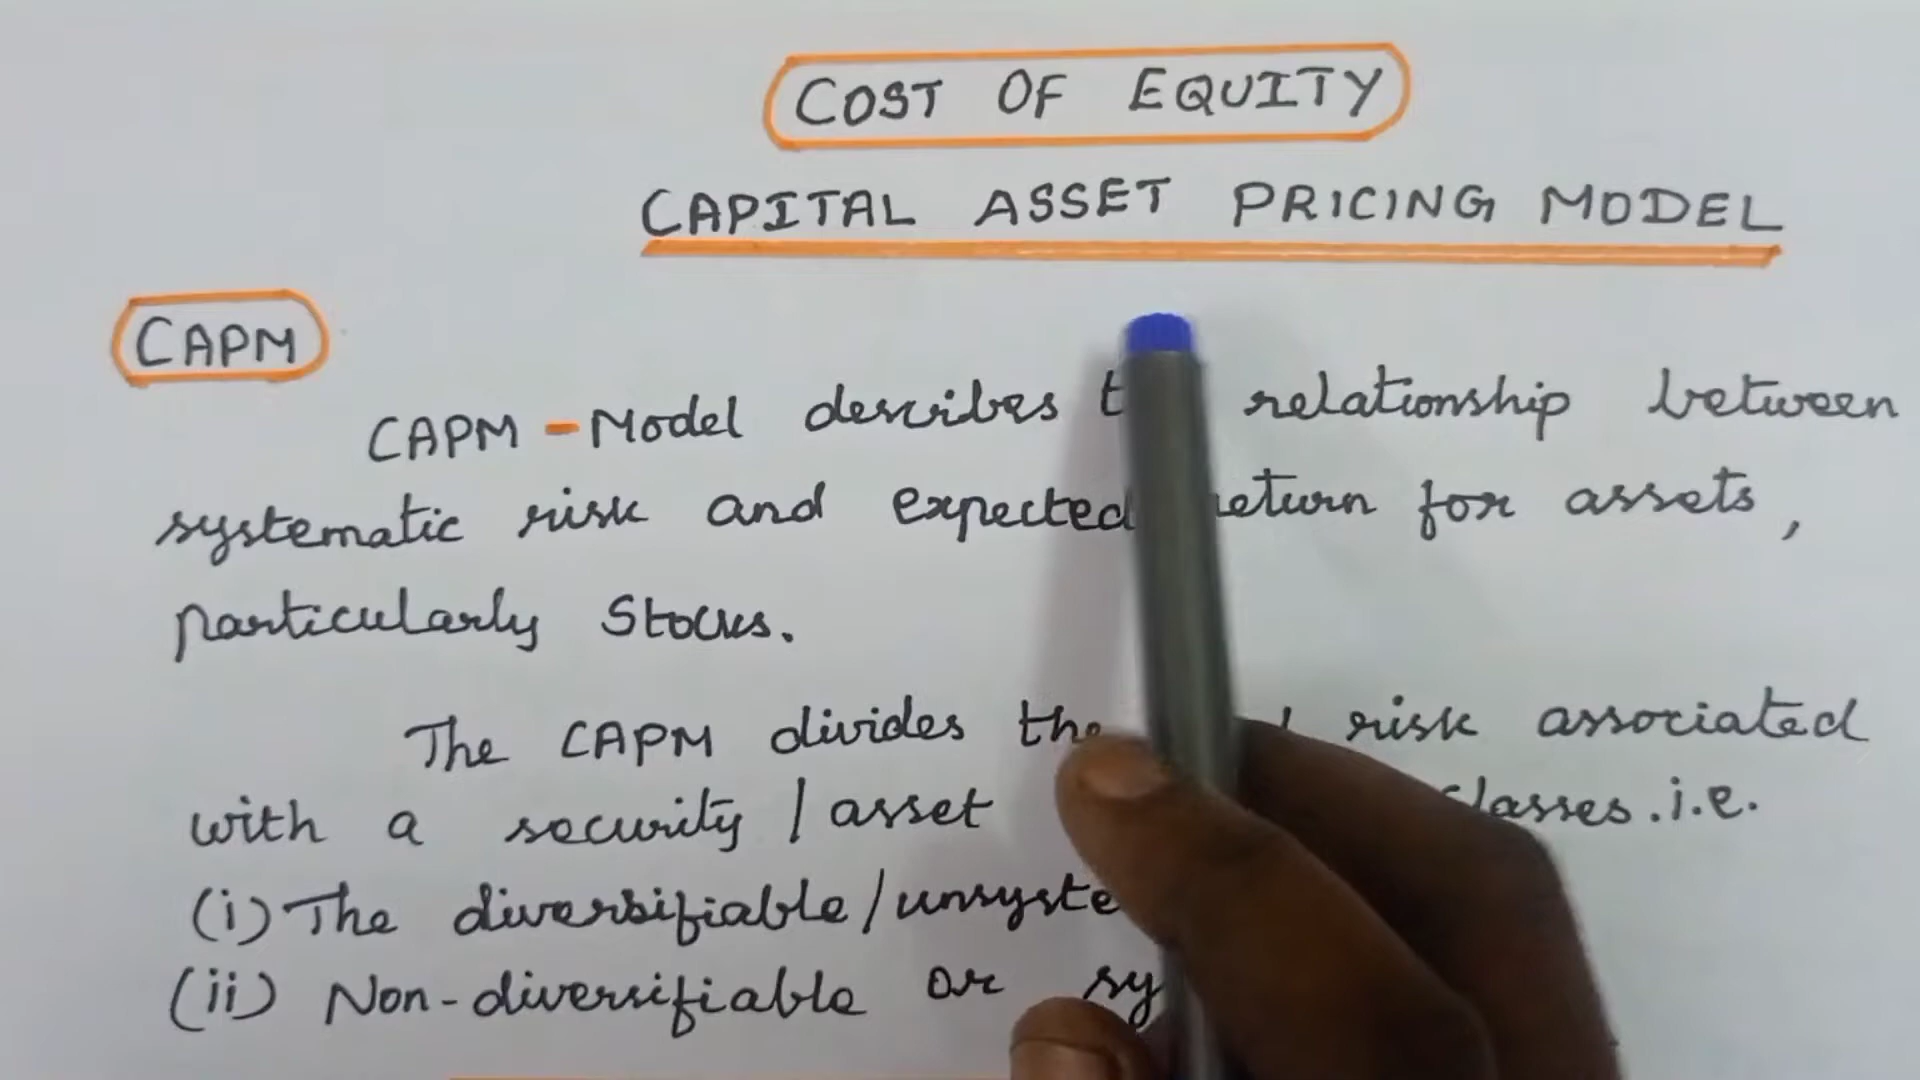 COST OF EQUITY
CAPITAL ASSET PRICING MODEL
CAPM
CAPM - Model describes relationship between
systematic risk and expected return for assets,
particularly Stocks.
The CAPM divides the risk associated
with a security / asset classes. i.e.
(i) The diversifiable / unsyste
(ii) Non-diversifiable or sy